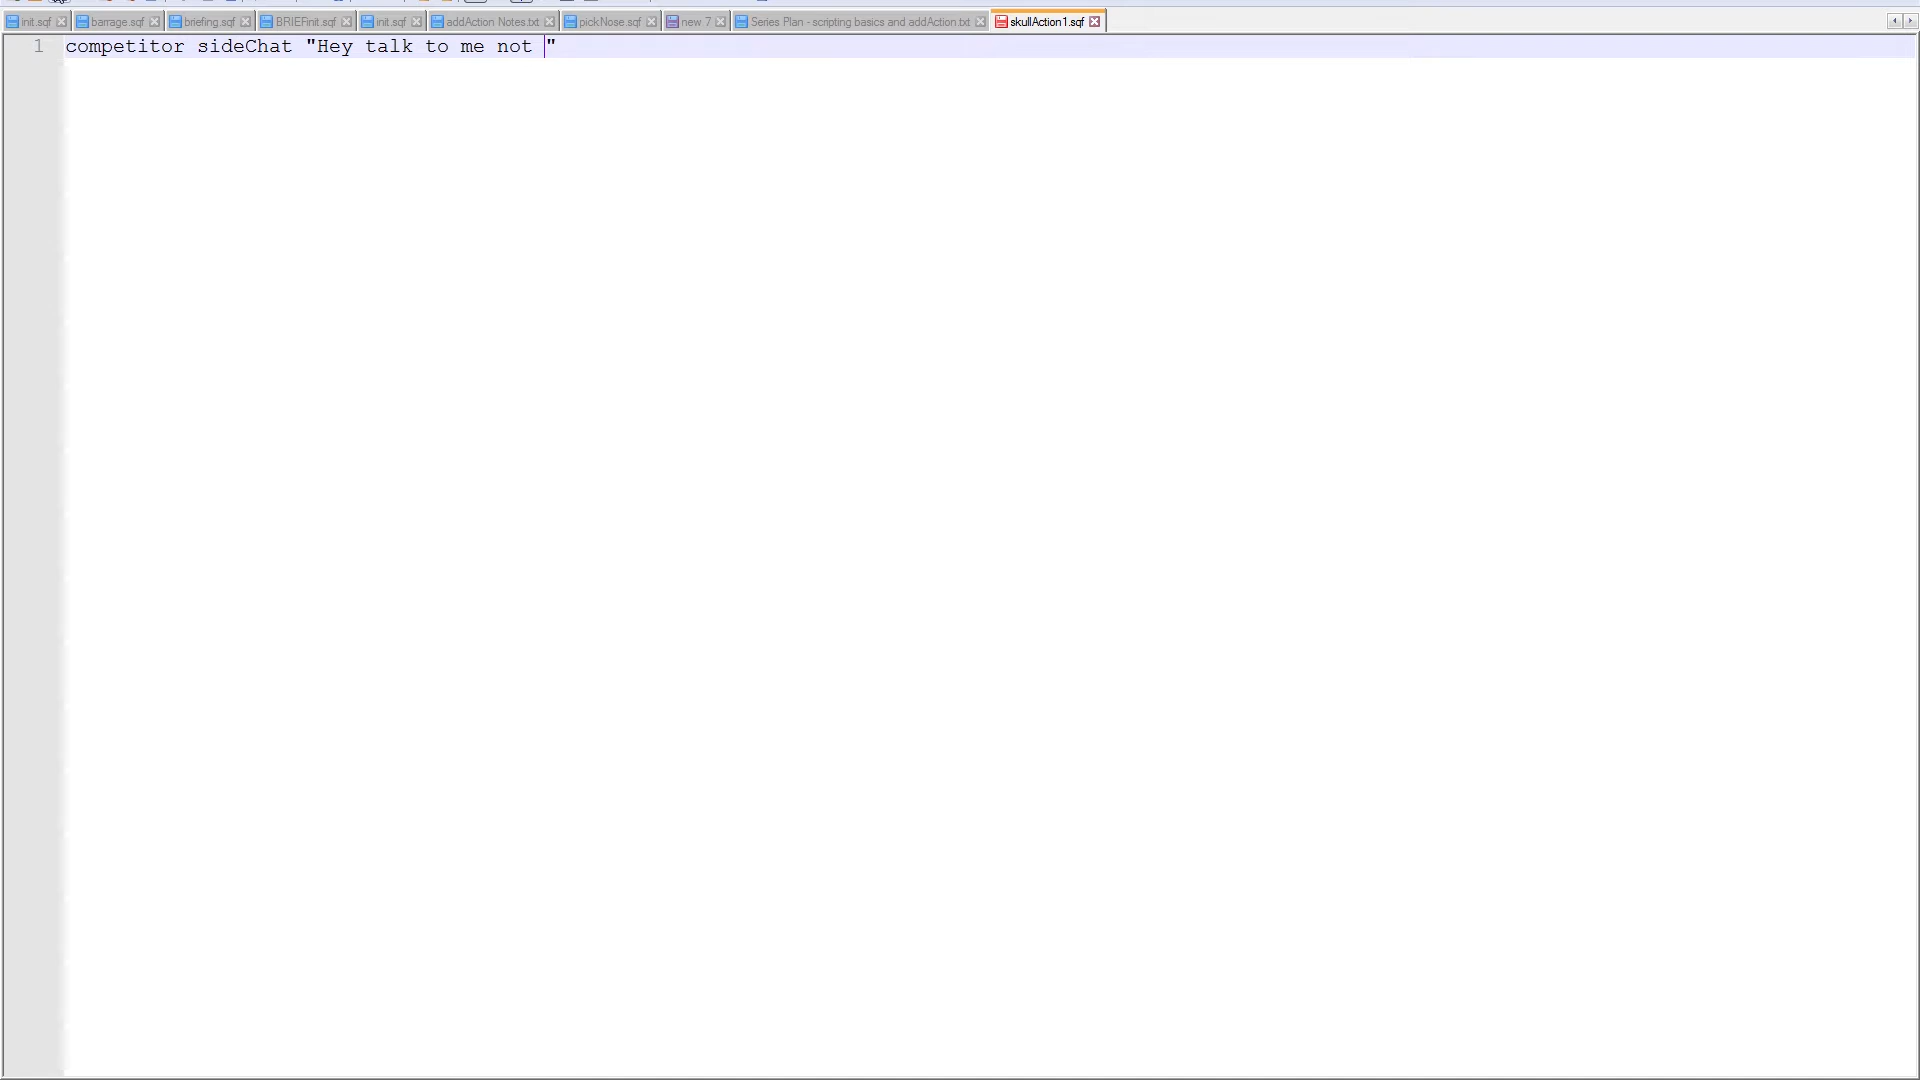 init.sqf barrage.sqf briefing.sqf BRIEFinit.sqf init.sqf addAction Notes.txt pickNose.sqf new 7 Series Plan - scripting basics and addAction.txt skullAction1.sqf
1 competitor sideChat "Hey talk to me not "